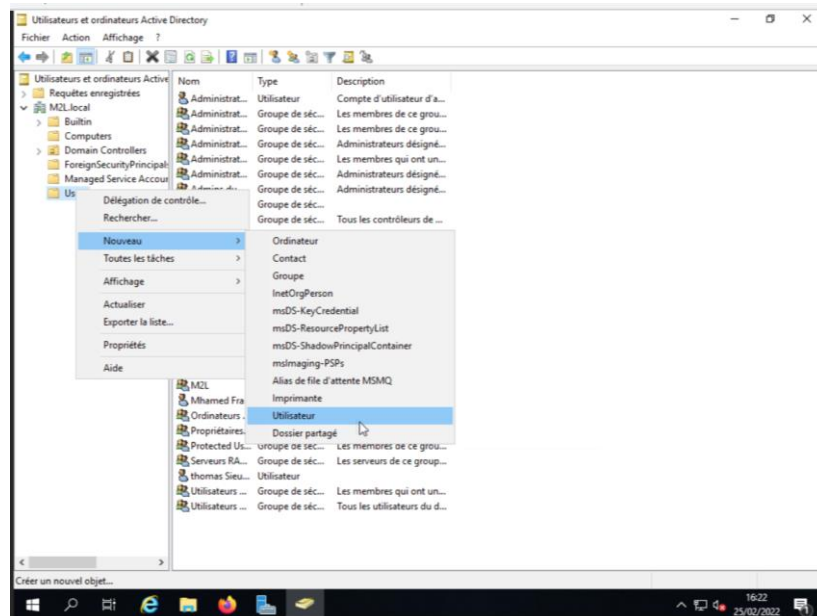 Utilisateurs et ordinateurs Active Directory
Fichier Action Affichage ?
Utilisateurs et ordinateurs Active
Requêtes enregistrées
M2L.local
Builtin
Computers
Domain Controllers
ForeignSecurityPrincipal
Managed Service Accour
Us
Nom Type Description
Administrat... Utilisateur Compte d'utilisateur d'a...
Administrat... Groupe de séc... Les membres de ce grou...
Administrat... Groupe de séc... Les membres de ce grou...
Administrat... Groupe de séc... Administrateurs désigné...
Administrat... Groupe de séc... Les membres qui ont un...
Administrat... Groupe de séc... Administrateurs désigné...
Admins du Groupe de séc... Administrateurs désigné...
Groupe de séc...
Groupe de séc... Tous les contrôleurs de ...
Délégation de contrôle...
Rechercher...
Nouveau
Toutes les tâches
Affichage
Actualiser
Exporter la liste...
Propriétés
Aide
Ordinateur
Contact
Groupe
InetOrgPerson
msDS-KeyCredential
msDS-ResourcePropertyList
msDS-ShadowPrincipalContainer
msImaging-PSPs
Alias de file d'attente MSMQ
Imprimante
Utilisateur
Dossier partagé
M2L
Mhamed Fra
Ordinateurs .
Propriétaires.
Protected Us... Groupe de séc... Les membres de ce grou...
Serveurs RA... Groupe de séc... Les serveurs de ce group...
thomas Sieu... Utilisateur
Utilisateurs ... Groupe de séc... Les membres qui ont un...
Utilisateurs ... Groupe de séc... Tous les utilisateurs du d...
Créer un nouvel objet...
16:22
25/02/2022